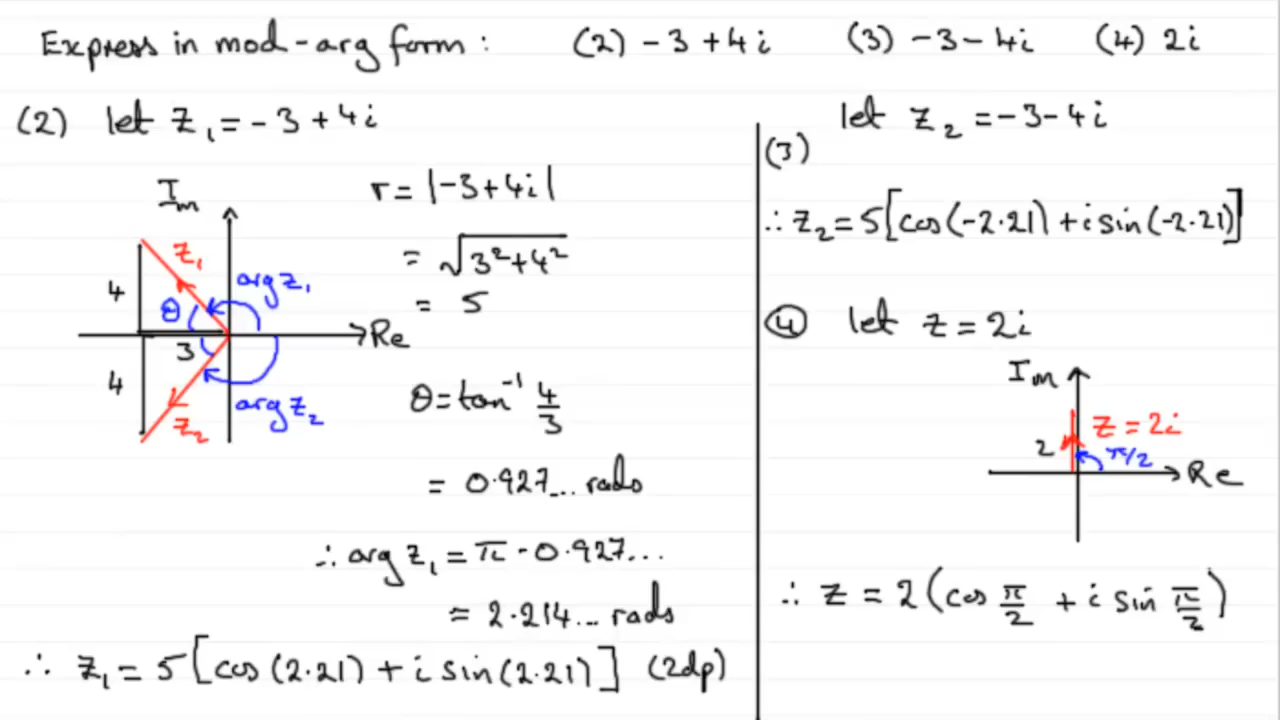 Express in mod-arg form: (2) -3+4i (3) -3-4i (4) 2i
(2) let z₁ = -3+4i
Im
r = |-3+4i|
z₁
= √3²+4²
arg z₁
4
θ
= 5
Re
3
4
arg z₂
z₂
θ = tan⁻¹ 4/3
= 0.927... rads
∴ arg z₁ = π - 0.927...
= 2.214... rads
∴ z₁ = 5[cos(2.21) + i sin(2.21)] (2dp)
let z₂ = -3-4i
(3)
∴ z₂ = 5[cos(-2.21) + i sin(-2.21)]
④ let z = 2i
Im
z = 2i
2
π/2
Re
∴ z = 2(cos π/2 + i sin π/2)